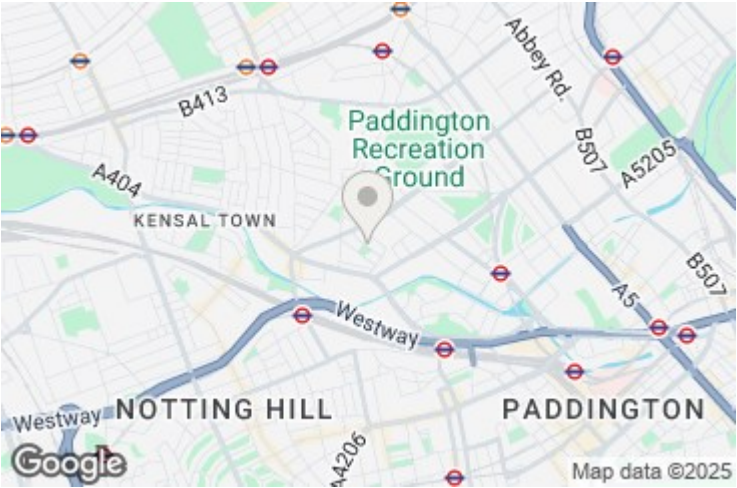 Abbey Rd.
B413
Paddington
Recreation
Ground
B507
A5205
A404
KENSAL TOWN
B507
A5
Westway
NOTTING HILL
PADDINGTON
Westway
AA206
Google
Map data ©2025